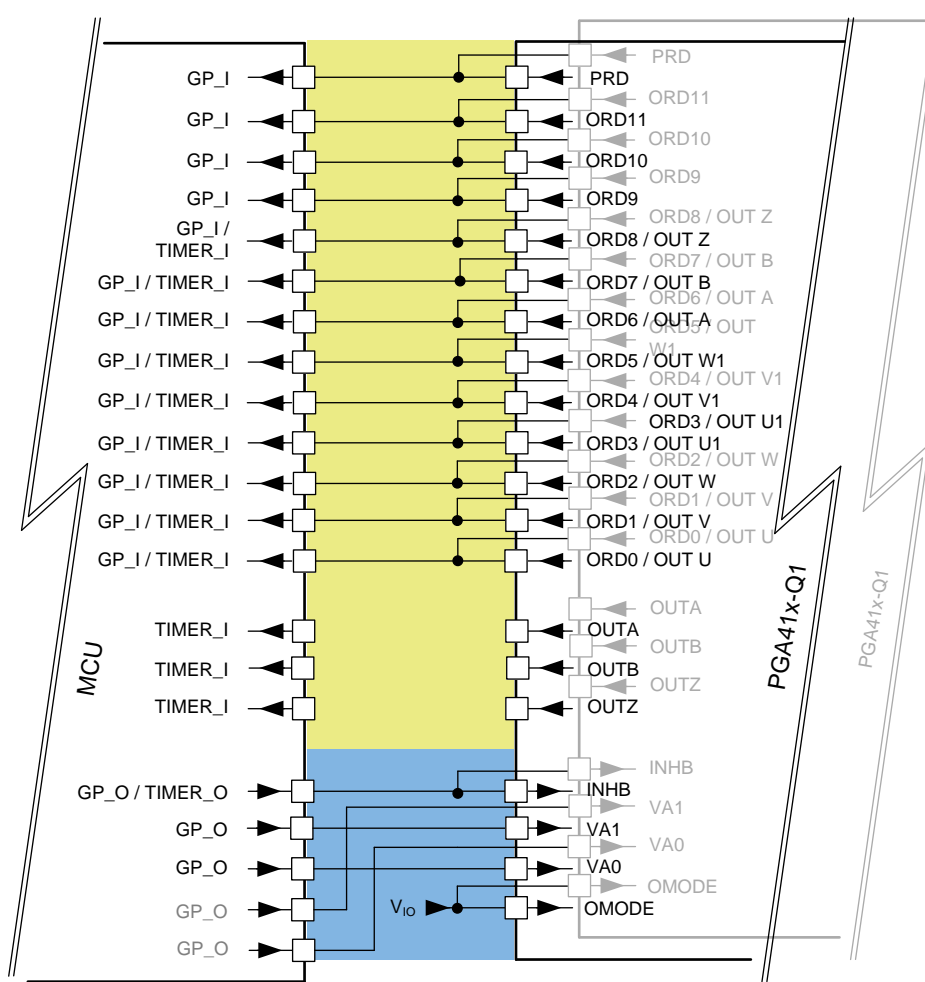 PRD
GP_I PRD
ORD11
GP_I ORD11
ORD10
GP_I ORD10
ORD9
GP_I ORD9
ORD8 / OUT Z
GP_I /
TIMER_I ORD8 / OUT Z
ORD7 / OUT B
GP_I / TIMER_I ORD7 / OUT B
ORD6 / OUT A
GP_I / TIMER_I ORD6 / OUT A
ORD5 / OUT
W1
GP_I / TIMER_I ORD5 / OUT W1
ORD4 / OUT V1
GP_I / TIMER_I ORD4 / OUT V1
ORD3 / OUT U1
GP_I / TIMER_I ORD3 / OUT U1
ORD2 / OUT W
GP_I / TIMER_I ORD2 / OUT W
ORD1 / OUT V
GP_I / TIMER_I ORD1 / OUT V
ORD0 / OUT U
GP_I / TIMER_I ORD0 / OUT U
OUTA
TIMER_I OUTA
OUTB
TIMER_I OUTB
OUTZ
TIMER_I OUTZ
MCU
PGA41x-Q1
PGA41x-Q1
INHB
GP_O / TIMER_O INHB
VA1
GP_O VA1
VA0
GP_O VA0
OMODE
GP_O VIO OMODE
GP_O